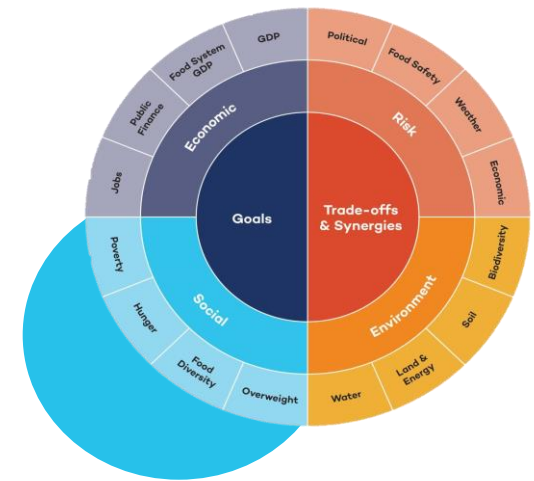 GDP
Food System
GDP
Public
Finance
Jobs
Economic
Political
Food Safety
Weather
Economic
Risk
Goals
Trade-offs
& Synergies
Poverty
Hunger
Food
Diversity
Overweight
Social
Biodiversity
Soil
Land &
Energy
Water
Environment